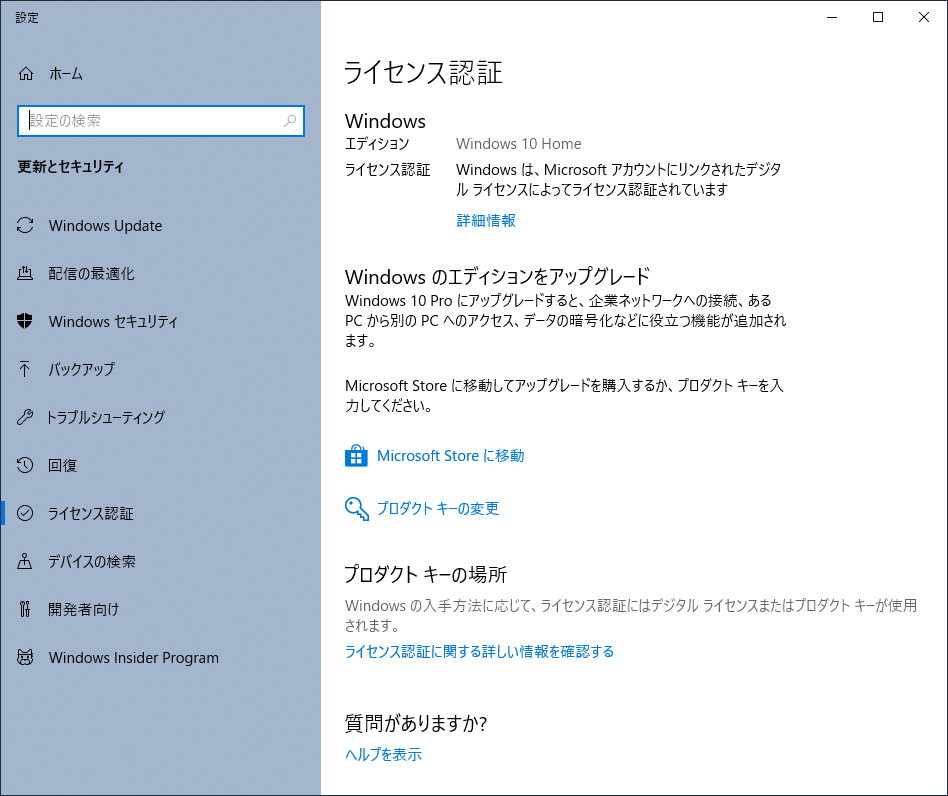 設定
ホーム
設定の検索
更新とセキュリティ
Windows Update
配信の最適化
Windows セキュリティ
バックアップ
トラブルシューティング
回復
ライセンス認証
デバイスの検索
開発者向け
Windows Insider Program
ライセンス認証
Windows
エディション Windows 10 Home
ライセンス認証 Windows は、Microsoft アカウントにリンクされたデジタ
ル ライセンスによってライセンス認証されています
詳細情報
Windows のエディションをアップグレード
Windows 10 Pro にアップグレードすると、企業ネットワークへの接続、ある
PC から別の PC へのアクセス、データの暗号化などに役立つ機能が追加され
ます。
Microsoft Store に移動してアップグレードを購入するか、プロダクト キーを入
力してください。
Microsoft Store に移動
プロダクト キーの変更
プロダクト キーの場所
Windows の入手方法に応じて、ライセンス認証にはデジタル ライセンスまたはプロダクト キーが使用
されます。
ライセンス認証に関する詳しい情報を確認する
質問がありますか?
ヘルプを表示